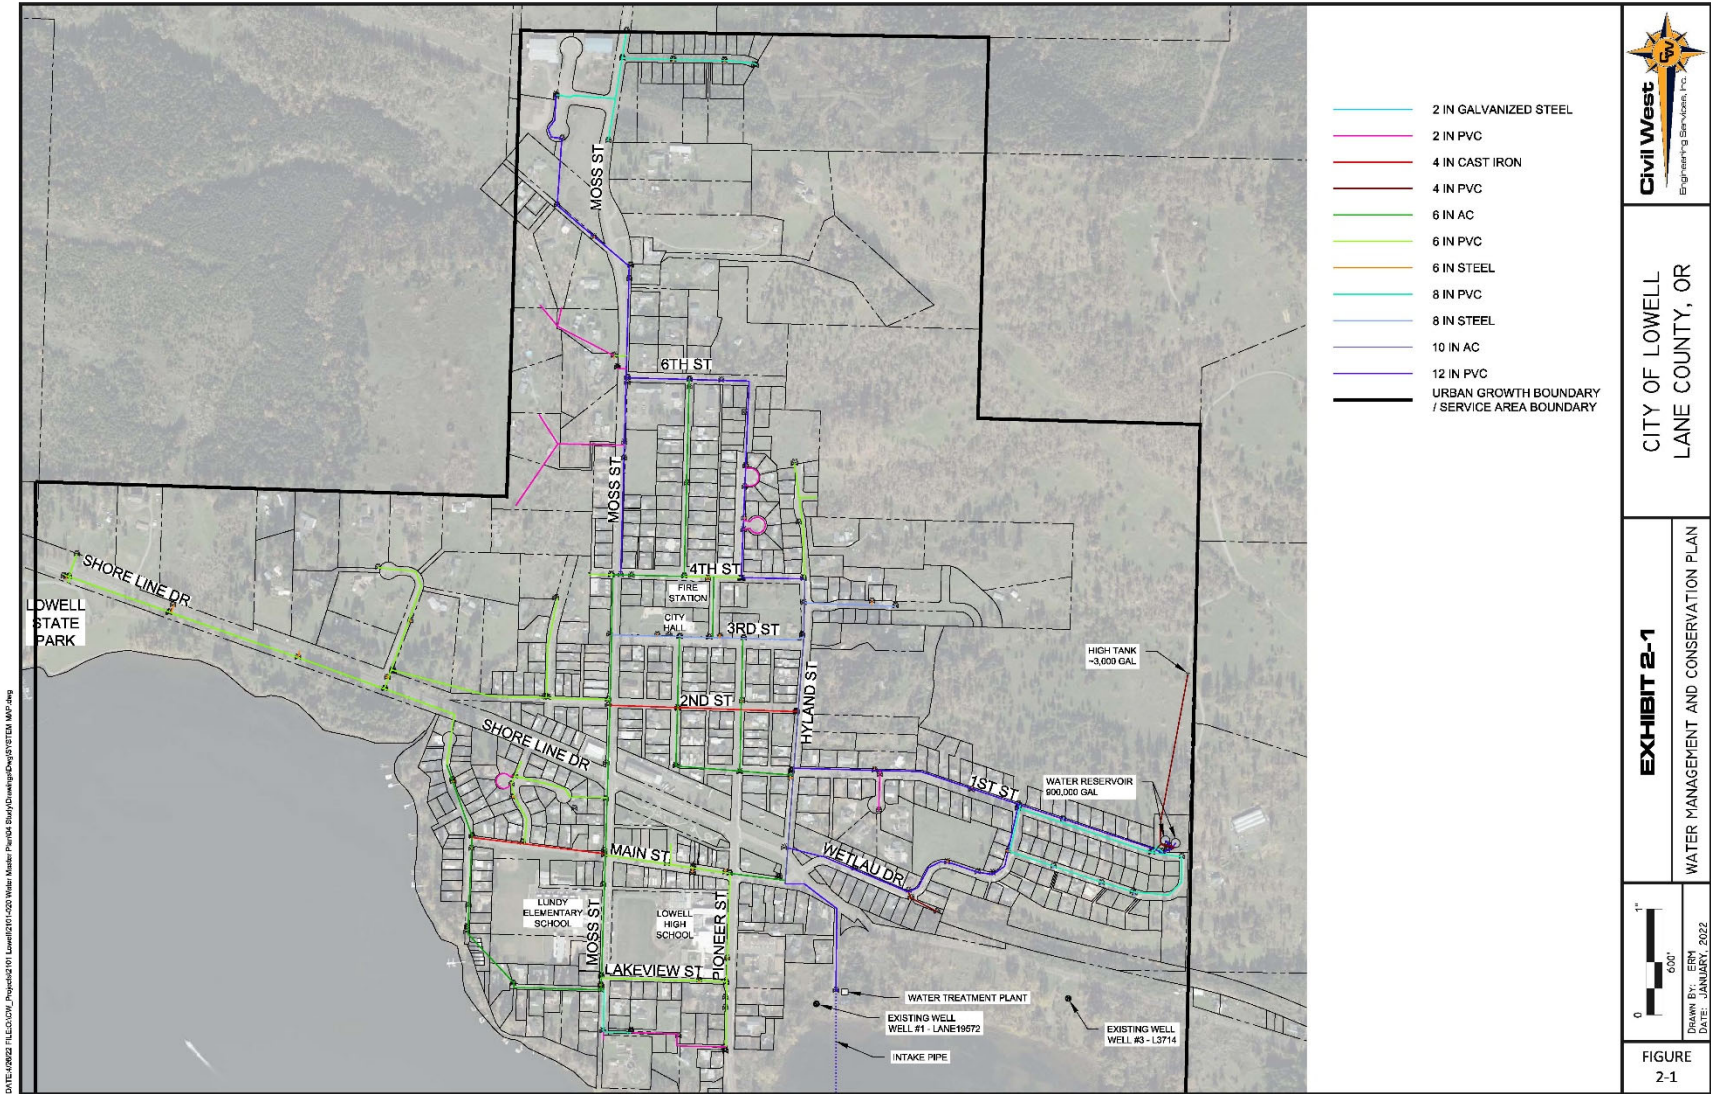 MOSS ST
6TH ST
MOSS ST
4TH ST
FIRE
STATION
CITY
HALL
3RD ST
HYLAND ST
2ND ST
SHORE LINE DR
LOWELL
STATE
PARK
SHORE LINE DR
HIGH TANK
~3,000 GAL
WATER RESERVOIR
900,000 GAL
1ST ST
WETLAU DR
MAIN ST
LUNDY
ELEMENTARY
SCHOOL
MOSS ST
LOWELL
HIGH
SCHOOL
PIONEER ST
LAKEVIEW ST
WATER TREATMENT PLANT
EXISTING WELL
WELL #1 - LANE19572
INTAKE PIPE
EXISTING WELL
WELL #3 - L3714
2 IN GALVANIZED STEEL
2 IN PVC
4 IN CAST IRON
4 IN PVC
6 IN AC
6 IN PVC
6 IN STEEL
8 IN PVC
8 IN STEEL
10 IN AC
12 IN PVC
URBAN GROWTH BOUNDARY
/ SERVICE AREA BOUNDARY
Civil West
Engineering Services, Inc.
CITY OF LOWELL
LANE COUNTY, OR
EXHIBIT 2-1
WATER MANAGEMENT AND CONSERVATION PLAN
1"
0
600'
DRAWN BY: ERM
DATE: JANUARY, 2022
FIGURE
2-1